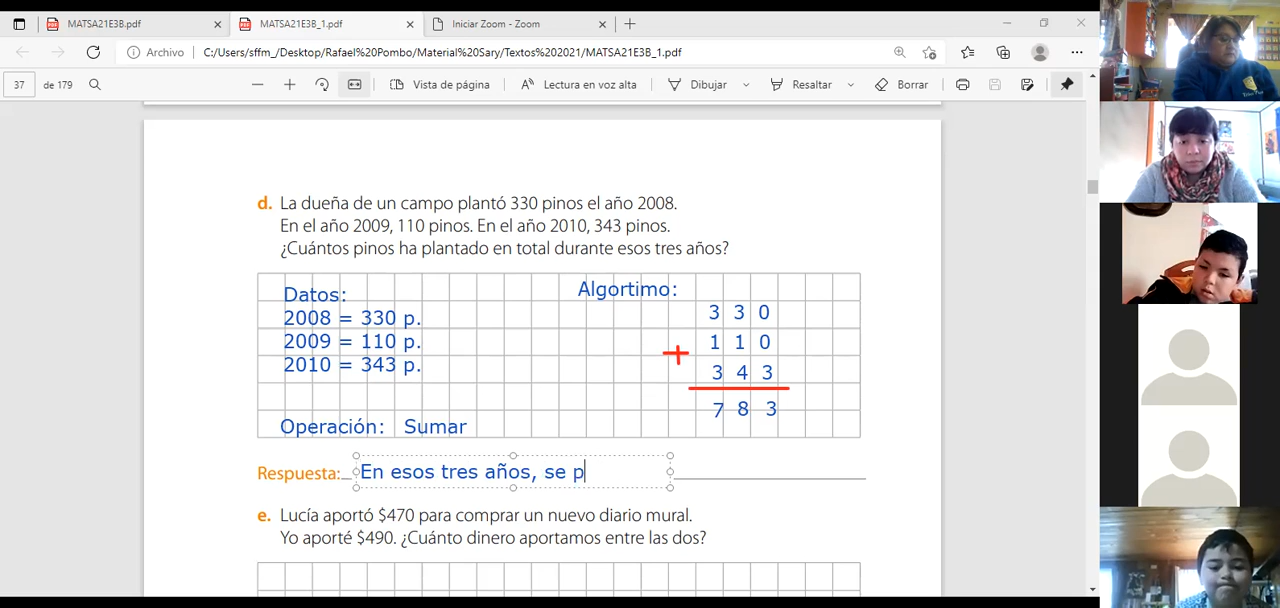 MATSA21E3B.pdf
MATSA21E3B_1.pdf
Iniciar Zoom - Zoom
Archivo
C:/Users/sffm_/Desktop/Rafael%20Pombo/Material%20Sary/Textos%202021/MATSA21E3B_1.pdf
37 de 179
Vista de página
Lectura en voz alta
Dibujar
Resaltar
Borrar
d. La dueña de un campo plantó 330 pinos el año 2008.
En el año 2009, 110 pinos. En el año 2010, 343 pinos.
¿Cuántos pinos ha plantado en total durante esos tres años?
Datos:
2008 = 330 p.
2009 = 110 p.
2010 = 343 p.
Operación: Sumar
Algortimo:
3 3 0
1 1 0
+
3 4 3
7 8 3
Respuesta: En esos tres años, se p
e. Lucía aportó $470 para comprar un nuevo diario mural.
Yo aporté $490. ¿Cuánto dinero aportamos entre las dos?